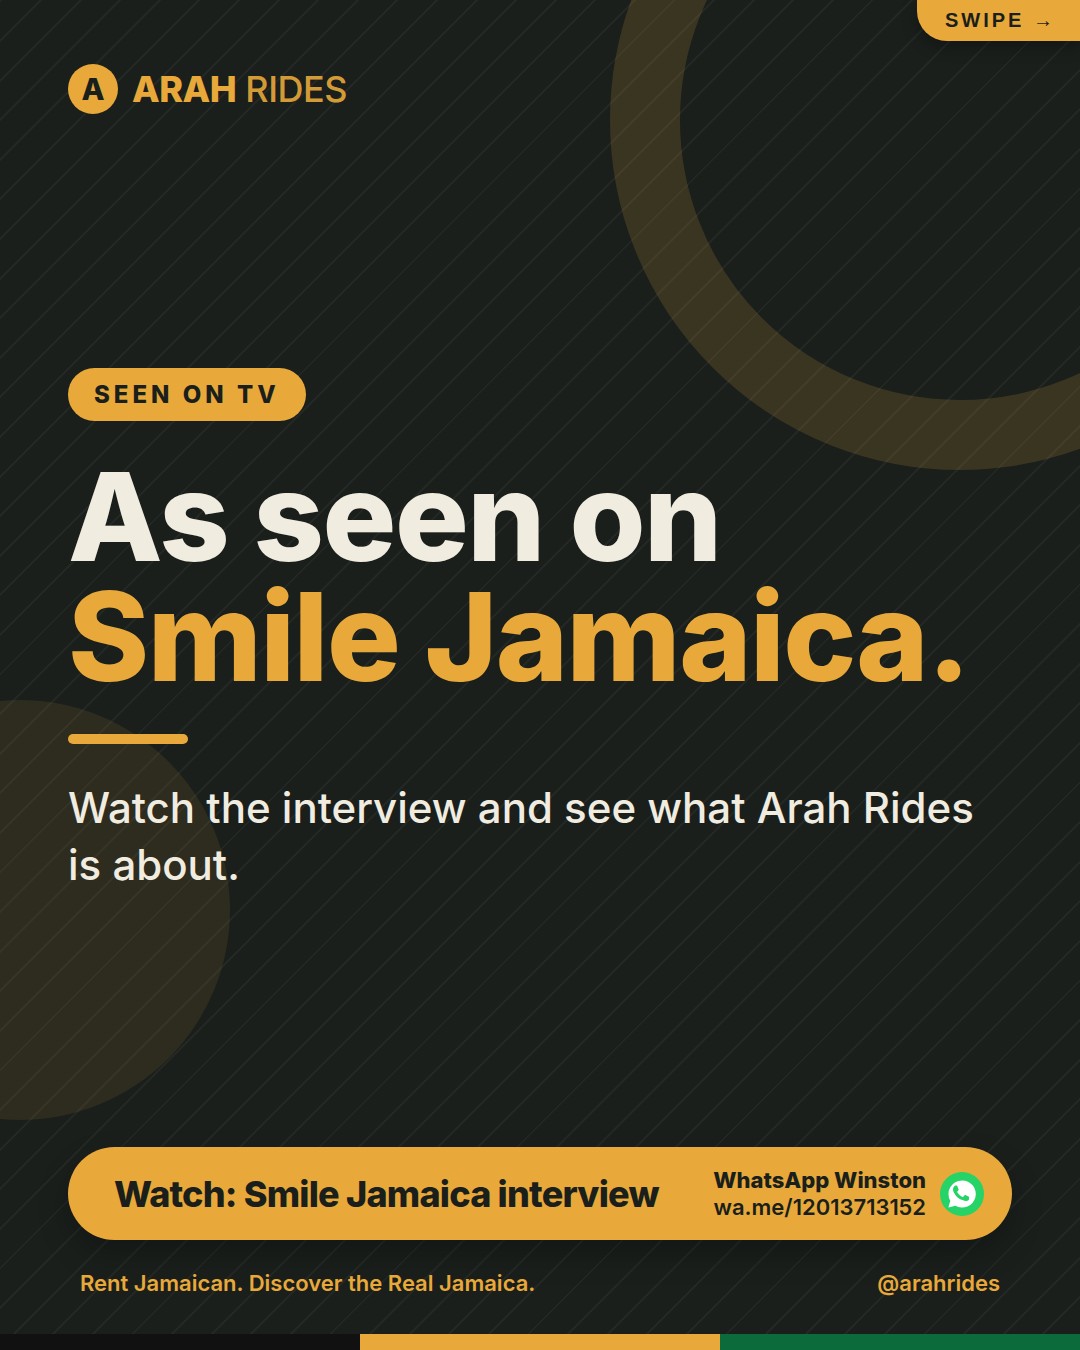 SWIPE →
A ARAH RIDES
SEEN ON TV
As seen on
Smile Jamaica.
Watch the interview and see what Arah Rides
is about.
Watch: Smile Jamaica interview
WhatsApp Winston
wa.me/12013713152
Rent Jamaican. Discover the Real Jamaica.
@arahrides